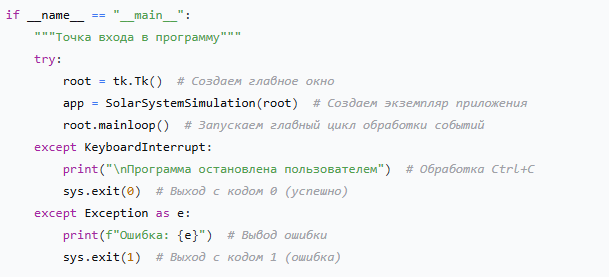 if __name__ == "__main__":
    """Точка входа в программу"""
    try:
        root = tk.Tk()  # Создаем главное окно
        app = SolarSystemSimulation(root)  # Создаем экземпляр приложения
        root.mainloop()  # Запускаем главный цикл обработки событий
    except KeyboardInterrupt:
        print("\nПрограмма остановлена пользователем")  # Обработка Ctrl+C
        sys.exit(0)  # Выход с кодом 0 (успешно)
    except Exception as e:
        print(f"Ошибка: {e}")  # Вывод ошибки
        sys.exit(1)  # Выход с кодом 1 (ошибка)